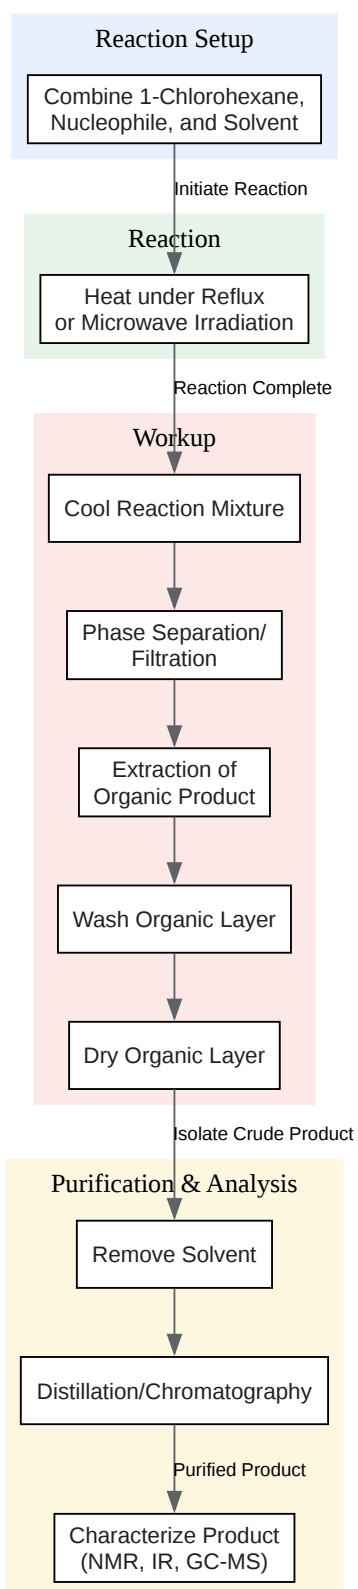 Reaction Setup
Combine 1-Chlorohexane,
Nucleophile, and Solvent
Initiate Reaction
Reaction
Heat under Reflux
or Microwave Irradiation
Reaction Complete
Workup
Cool Reaction Mixture
Phase Separation/
Filtration
Extraction of
Organic Product
Wash Organic Layer
Dry Organic Layer
Isolate Crude Product
Purification & Analysis
Remove Solvent
Distillation/Chromatography
Purified Product
Characterize Product
(NMR, IR, GC-MS)